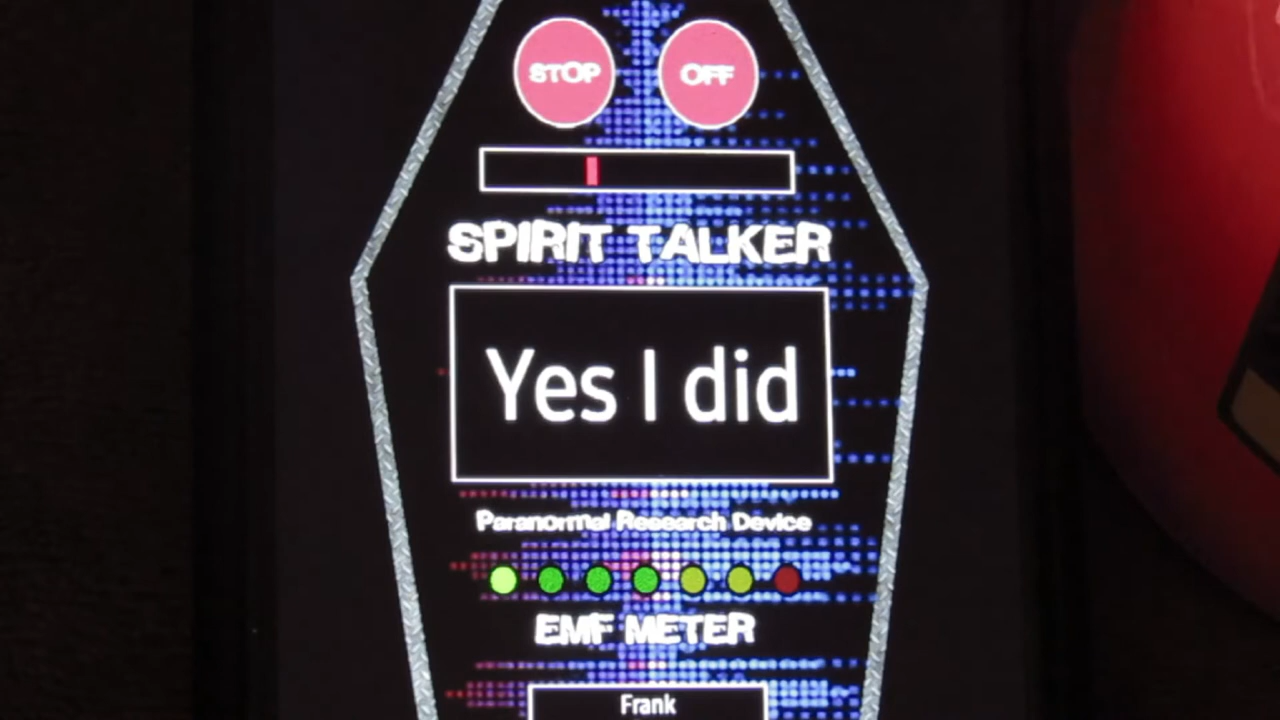 STOP OFF
SPIRIT TALKER
Yes I did
Paranormal Research Device
EMF METER
Frank